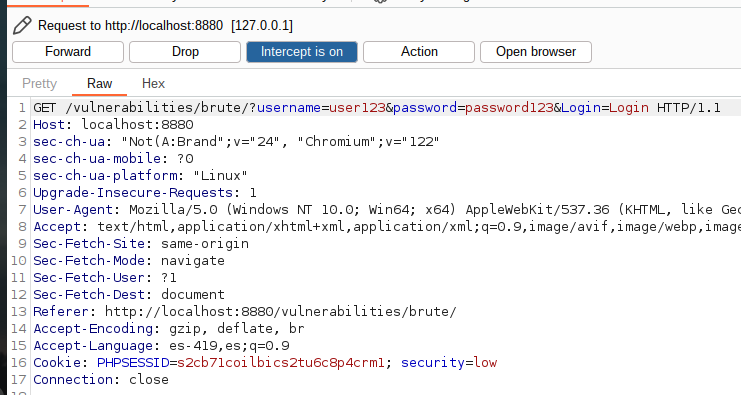 Request to http://localhost:8880 [127.0.0.1]
Forward Drop Intercept is on Action Open browser
Pretty Raw Hex
1 GET /vulnerabilities/brute/?username=user123&password=password123&Login=Login HTTP/1.1
2 Host: localhost:8880
3 sec-ch-ua: "Not(A:Brand";v="24", "Chromium";v="122"
4 sec-ch-ua-mobile: ?0
5 sec-ch-ua-platform: "Linux"
6 Upgrade-Insecure-Requests: 1
7 User-Agent: Mozilla/5.0 (Windows NT 10.0; Win64; x64) AppleWebKit/537.36 (KHTML, like Gec
8 Accept: text/html,application/xhtml+xml,application/xml;q=0.9,image/avif,image/webp,image
9 Sec-Fetch-Site: same-origin
10 Sec-Fetch-Mode: navigate
11 Sec-Fetch-User: ?1
12 Sec-Fetch-Dest: document
13 Referer: http://localhost:8880/vulnerabilities/brute/
14 Accept-Encoding: gzip, deflate, br
15 Accept-Language: es-419,es;q=0.9
16 Cookie: PHPSESSID=s2cb71coilbics2tu6c8p4crm1; security=low
17 Connection: close